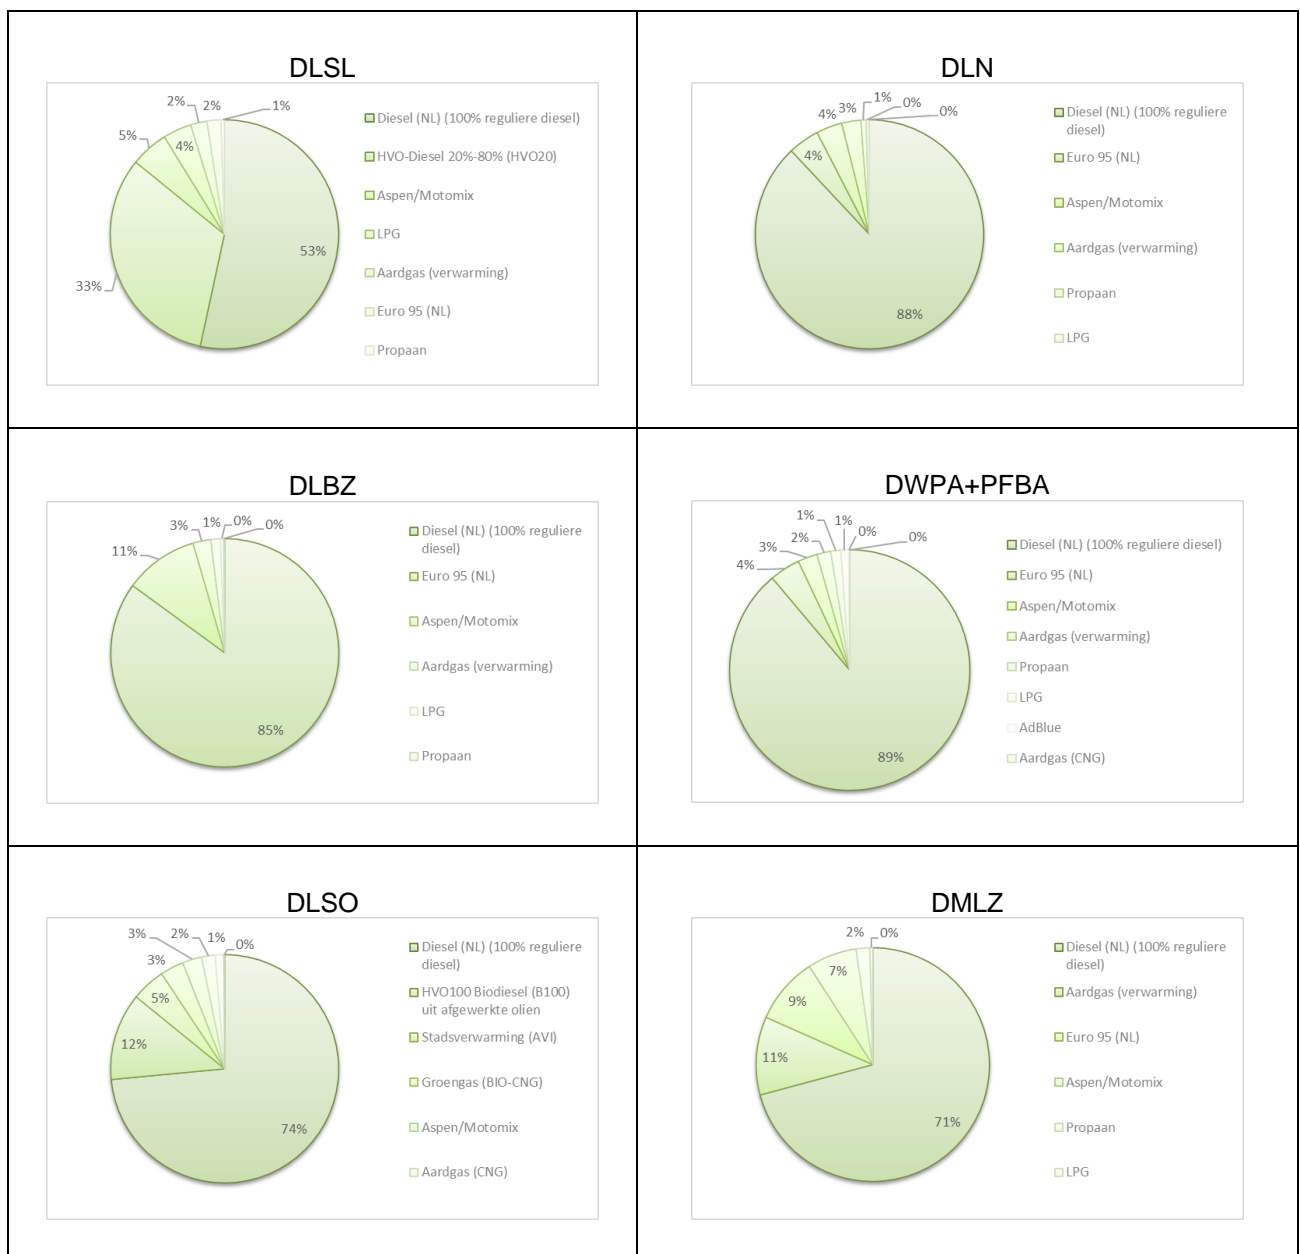 DLSL
2%
2%
1%
5%
4%
53%
33%
Diesel (NL) (100% reguliere diesel)
HVO-Diesel 20%-80% (HVO20)
Aspen/Motomix
LPG
Aardgas (verwarming)
Euro 95 (NL)
Propaan
DLN
4%
3%
1%
0%
0%
4%
88%
Diesel (NL) (100% reguliere
diesel)
Euro 95 (NL)
Aspen/Motomix
Aardgas (verwarming)
Propaan
LPG
DLBZ
11%
3%
1%
0%
0%
85%
Diesel (NL) (100% reguliere
diesel)
Euro 95 (NL)
Aspen/Motomix
Aardgas (verwarming)
LPG
Propaan
DWPA+PFBA
4%
3%
2%
1%
1%
0%
0%
89%
Diesel (NL) (100% reguliere diesel)
Euro 95 (NL)
Aspen/Motomix
Aardgas (verwarming)
Propaan
LPG
AdBlue
Aardgas (CNG)
DLSO
3%
2%
1%
0%
3%
5%
12%
74%
Diesel (NL) (100% reguliere
diesel)
HVO100 Biodiesel (B100)
uit afgewerkte olien
Stadsverwarming (AVI)
Groengas (BIO-CNG)
Aspen/Motomix
Aardgas (CNG)
DMLZ
2%
0%
7%
9%
11%
71%
Diesel (NL) (100% reguliere
diesel)
Aardgas (verwarming)
Euro 95 (NL)
Aspen/Motomix
Propaan
LPG